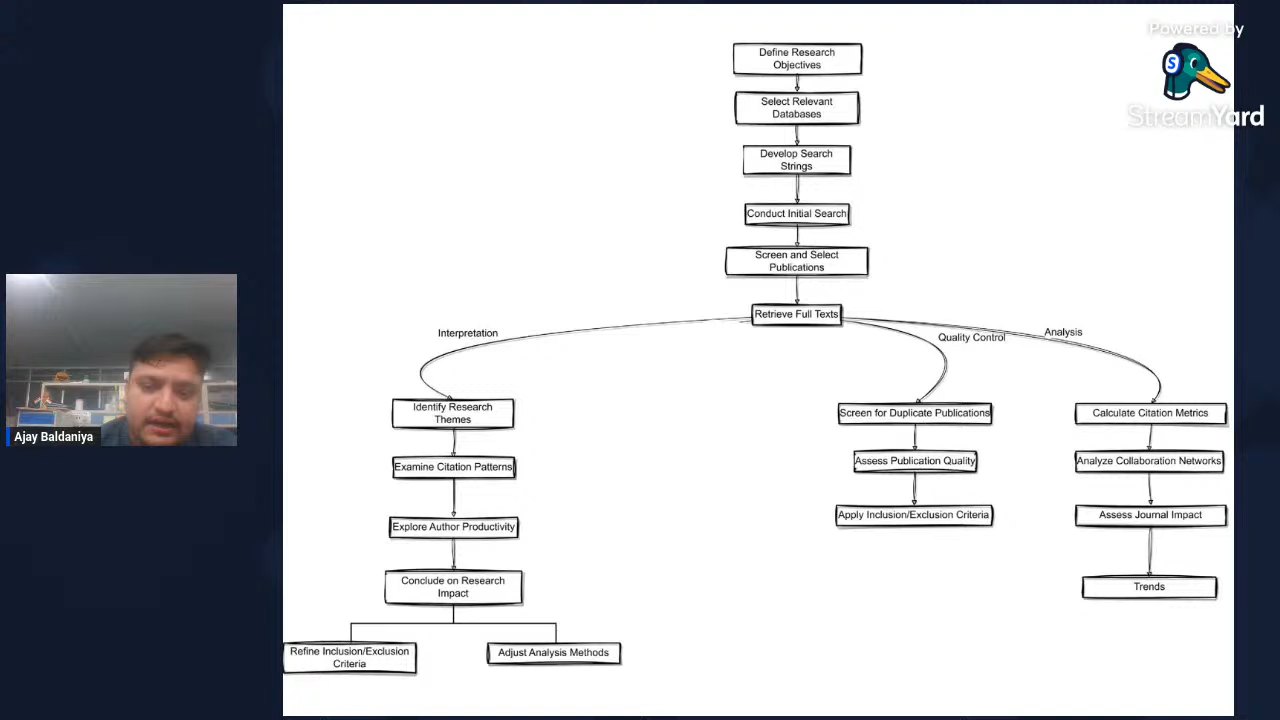 Powered by
StreamYard
Define Research
Objectives
Select Relevant
Databases
Develop Search
Strings
Conduct Initial Search
Screen and Select
Publications
Retrieve Full Texts
Interpretation
Quality Control
Analysis
Identify Research
Themes
Examine Citation Patterns
Explore Author Productivity
Conclude on Research
Impact
Refine Inclusion/Exclusion
Criteria
Adjust Analysis Methods
Screen for Duplicate Publications
Assess Publication Quality
Apply Inclusion/Exclusion Criteria
Calculate Citation Metrics
Analyze Collaboration Networks
Assess Journal Impact
Trends
Ajay Baldaniya
S